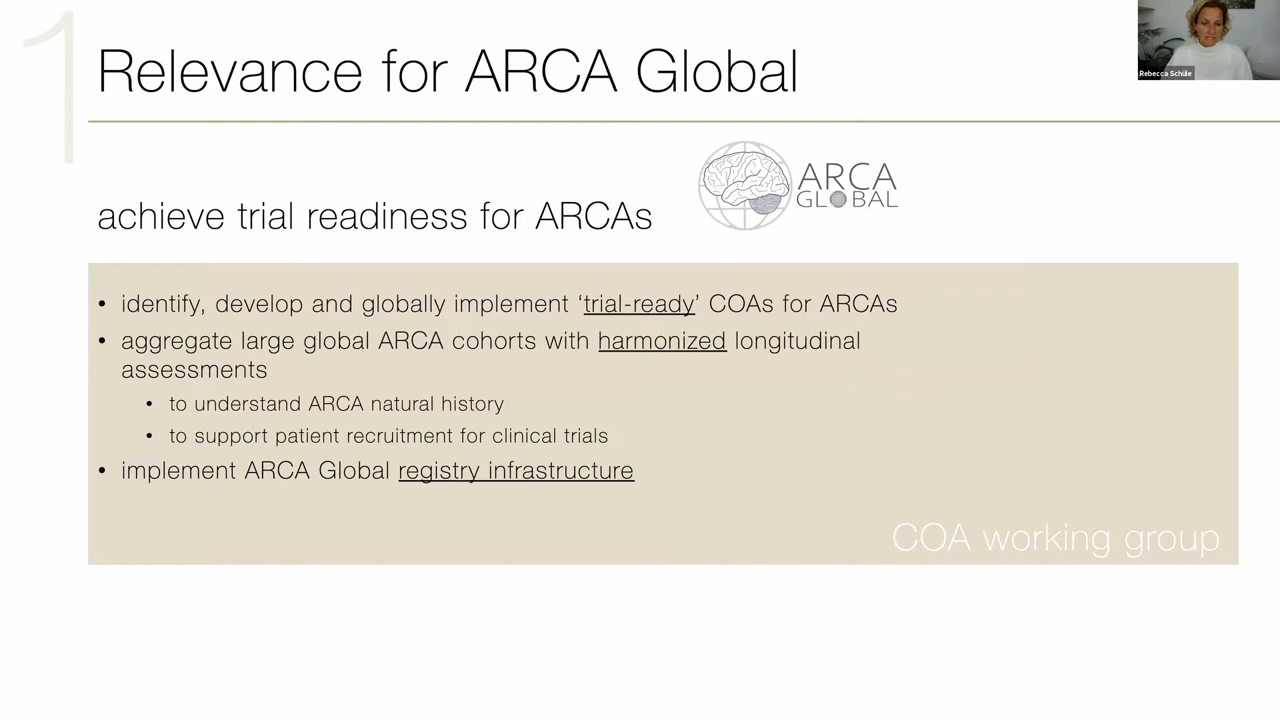 1
Relevance for ARCA Global
Rebecca Schüle
ARCA
GLOBAL
achieve trial readiness for ARCAs
• identify, develop and globally implement ‘trial-ready’ COAs for ARCAs
• aggregate large global ARCA cohorts with harmonized longitudinal
assessments
• to understand ARCA natural history
• to support patient recruitment for clinical trials
• implement ARCA Global registry infrastructure
COA working group